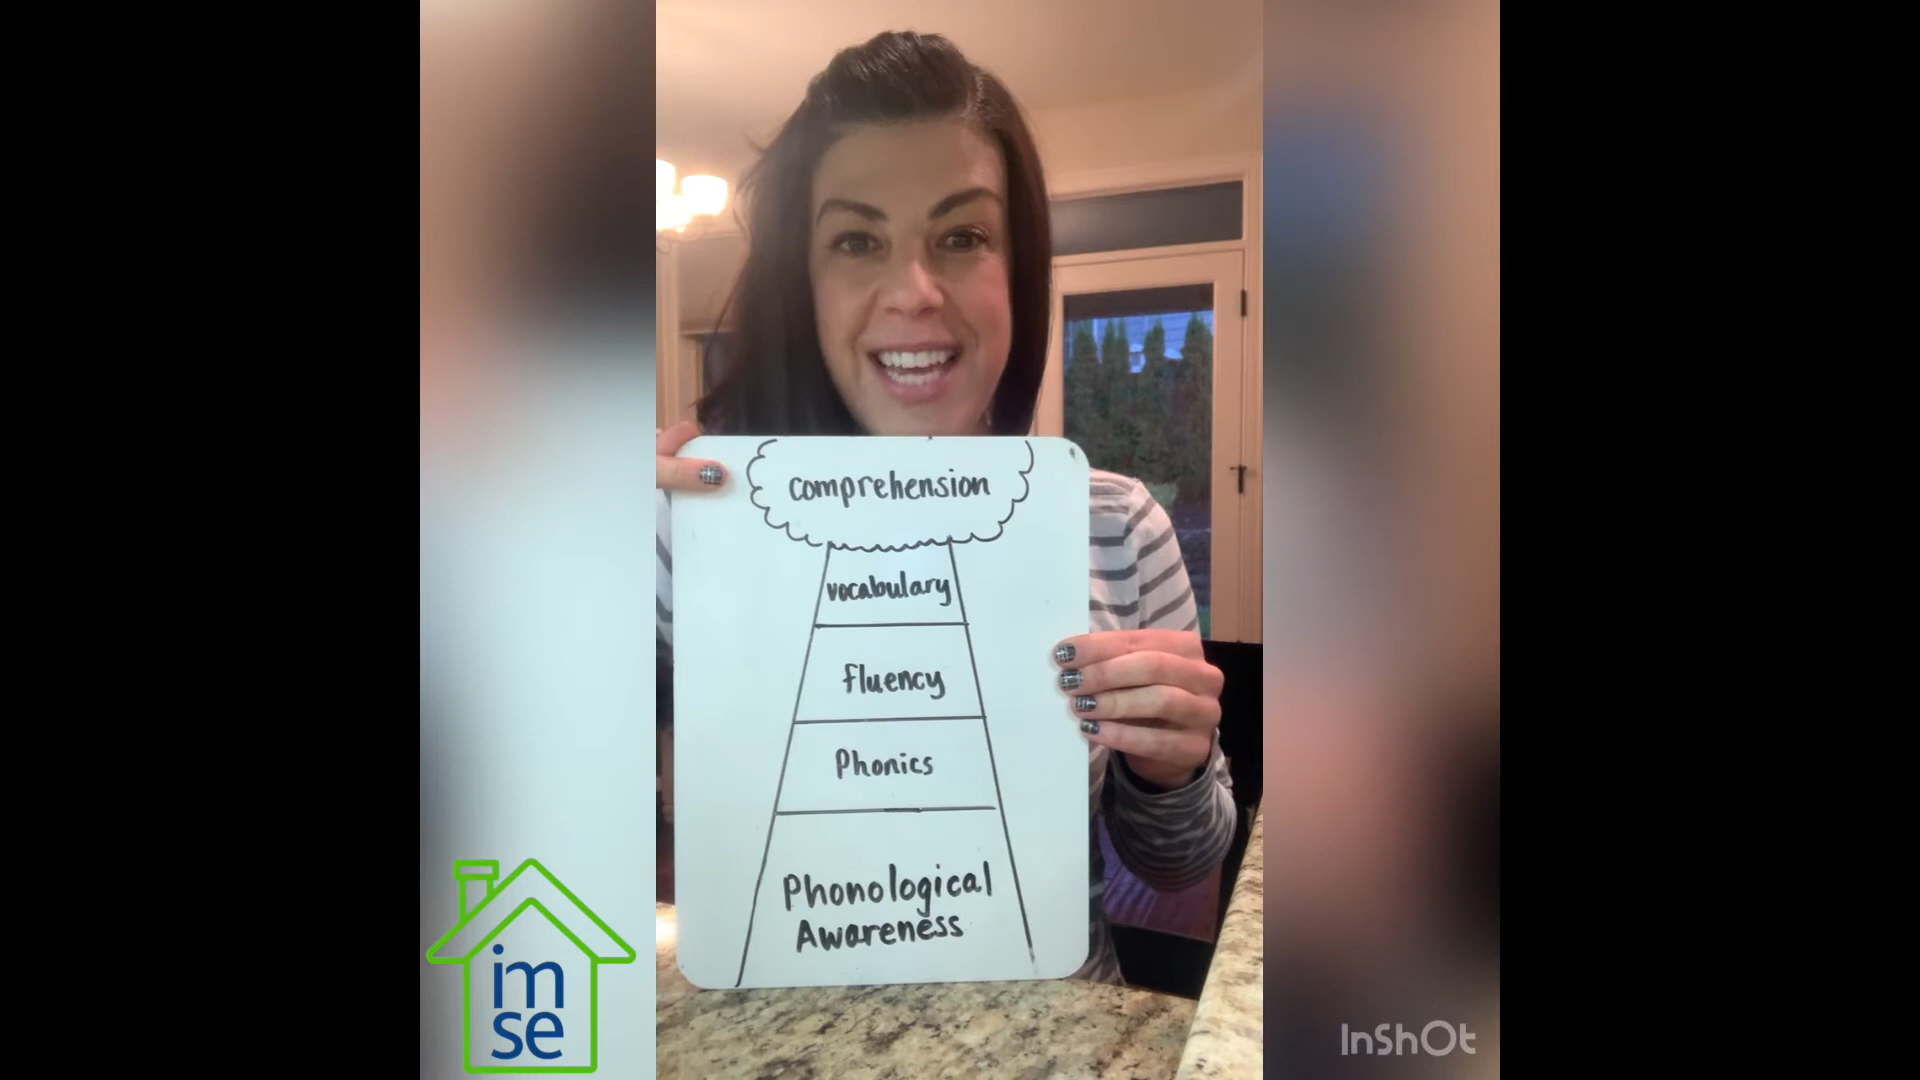 comprehension
vocabulary
fluency
Phonics
Phonological
Awareness
im
se
InShOt